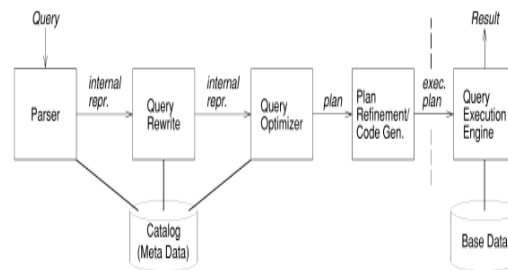 Query
Result
Parser
internal
repr.
Query
Rewrite
internal
repr.
Query
Optimizer
plan
Plan
Refinement/
Code Gen.
exec.
plan
Query
Execution
Engine
Catalog
(Meta Data)
Base Data